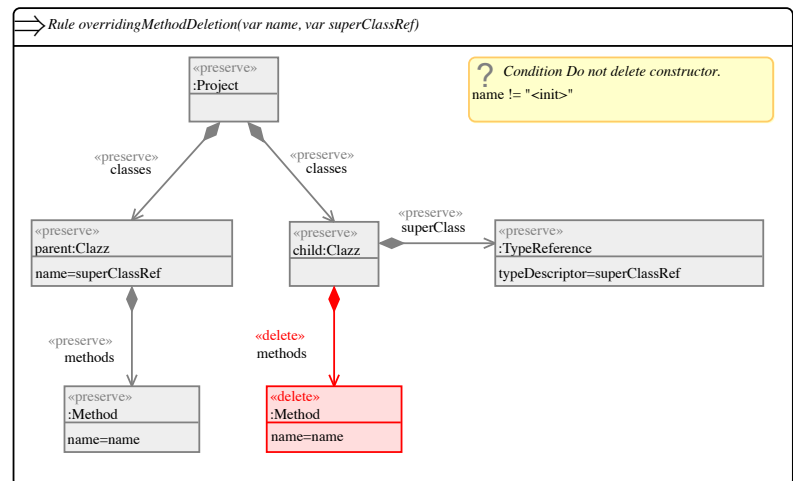 Rule overridingMethodDeletion(var name, var superClassRef)
«preserve»
:Project
Condition Do not delete constructor.
name != "<init>"
«preserve»
classes
«preserve»
classes
«preserve»
parent:Clazz
name=superClassRef
«preserve»
child:Clazz
«preserve»
superClass
«preserve»
:TypeReference
typeDescriptor=superClassRef
«preserve»
methods
«delete»
methods
«preserve»
:Method
name=name
«delete»
:Method
name=name